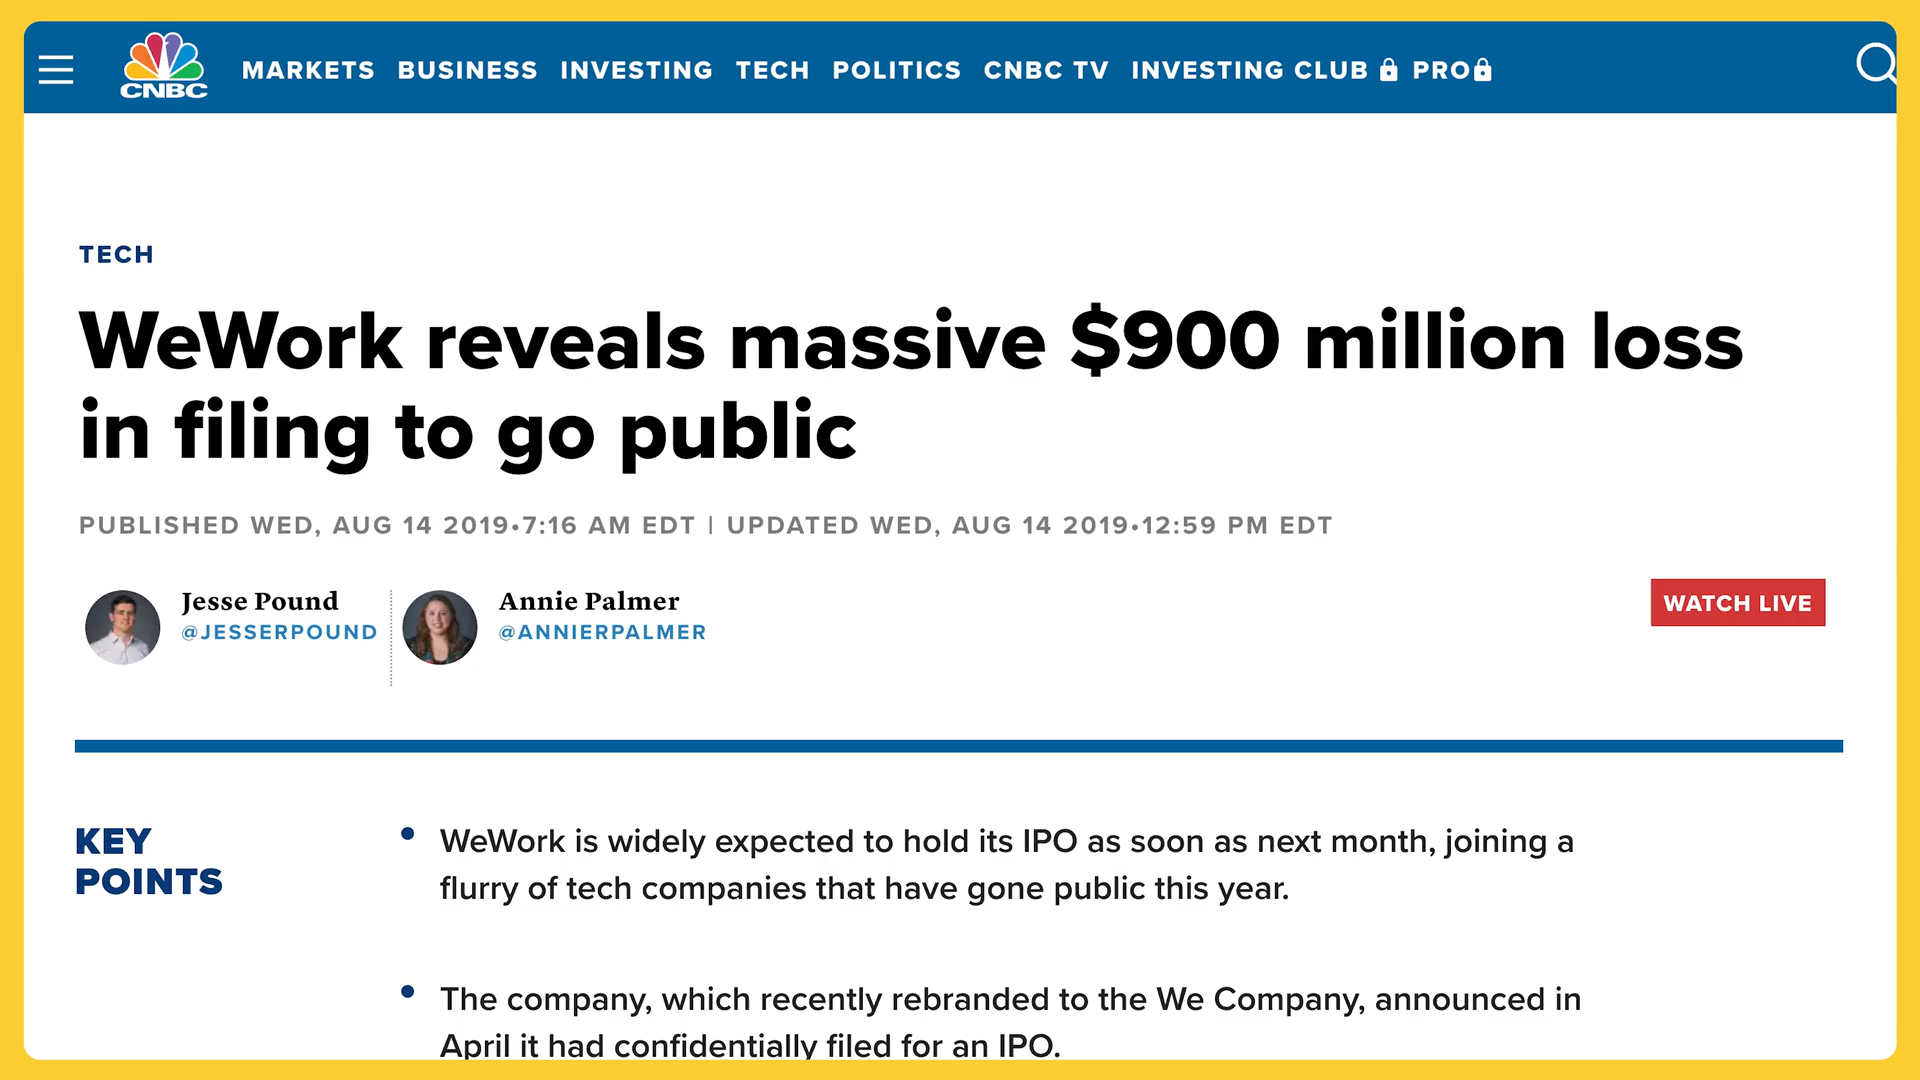 CNBC
MARKETS BUSINESS INVESTING TECH POLITICS CNBC TV INVESTING CLUB PRO
TECH
WeWork reveals massive $900 million loss
in filing to go public
PUBLISHED WED, AUG 14 2019•7:16 AM EDT | UPDATED WED, AUG 14 2019•12:59 PM EDT
Jesse Pound
@JESSERPOUND
Annie Palmer
@ANNIERPALMER
WATCH LIVE
KEY
POINTS
• WeWork is widely expected to hold its IPO as soon as next month, joining a
flurry of tech companies that have gone public this year.
• The company, which recently rebranded to the We Company, announced in
April it had confidentially filed for an IPO.